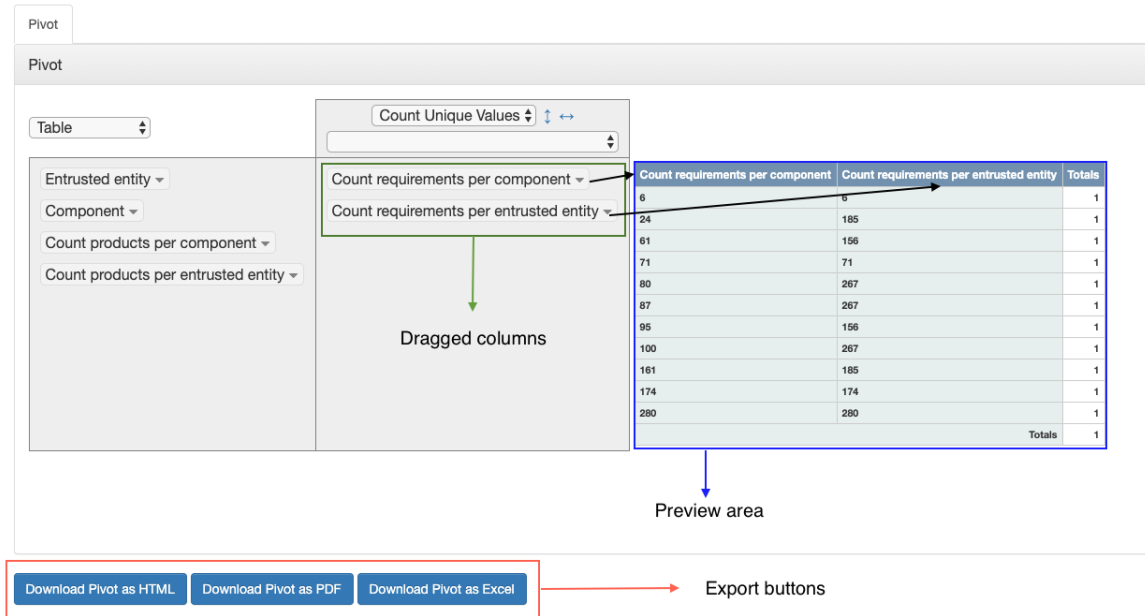 Pivot
Pivot
Table
Count Unique Values
Entrusted entity
Component
Count products per component
Count products per entrusted entity
Count requirements per component
Count requirements per entrusted entity
Dragged columns
Count requirements per component Count requirements per entrusted entity Totals
6 6 1
24 185 1
61 156 1
71 71 1
80 267 1
87 267 1
95 156 1
100 267 1
161 185 1
174 174 1
280 280 1
Totals 1
Preview area
Download Pivot as HTML Download Pivot as PDF Download Pivot as Excel
Export buttons